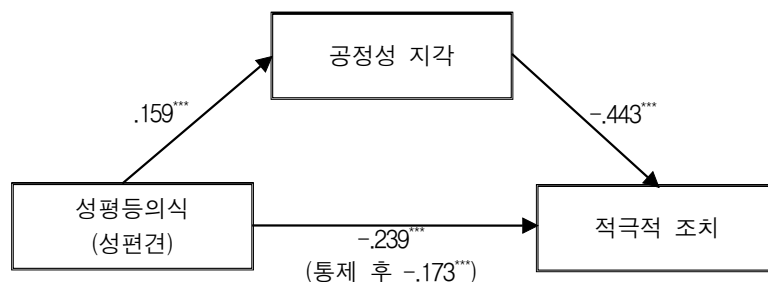 공정성 지각
.159***
-.443***
성평등의식
(성편견)
적극적 조치
-.239***
(통제 후 -.173***)